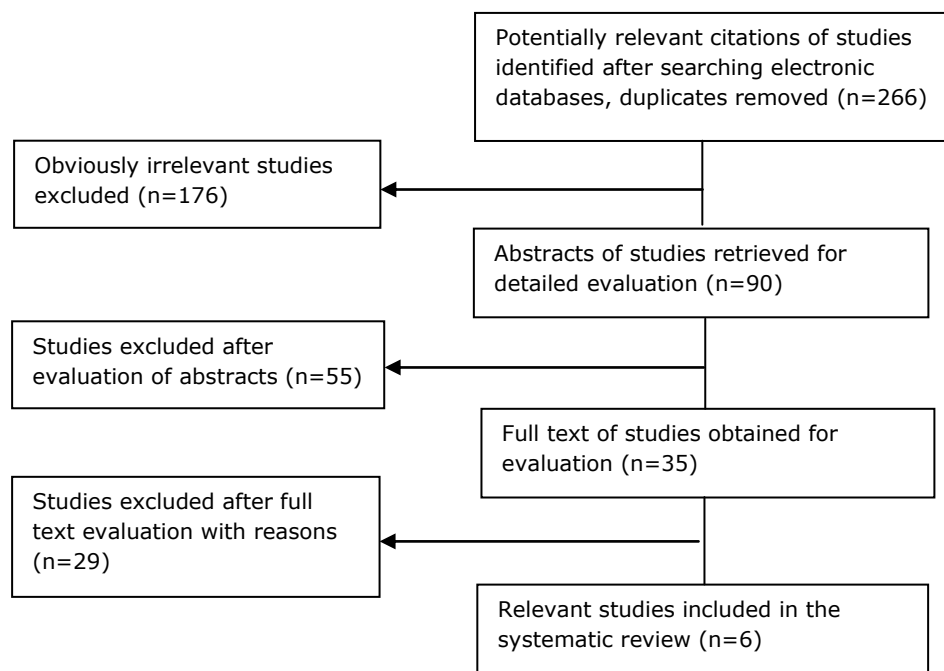 Potentially relevant citations of studies
identified after searching electronic
databases, duplicates removed (n=266)
Obviously irrelevant studies
excluded (n=176)
Abstracts of studies retrieved for
detailed evaluation (n=90)
Studies excluded after
evaluation of abstracts (n=55)
Full text of studies obtained for
evaluation (n=35)
Studies excluded after full
text evaluation with reasons
(n=29)
Relevant studies included in the
systematic review (n=6)